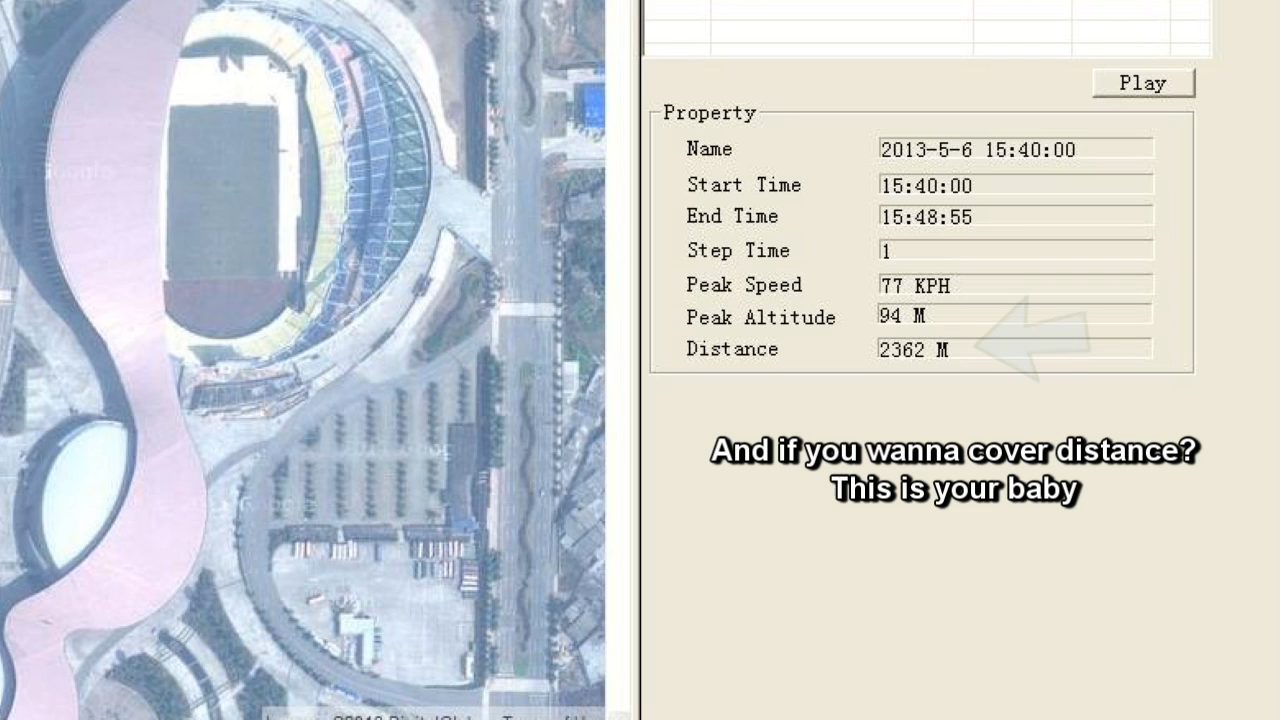 Play
Property
Name 2013-5-6 15:40:00
Start Time 15:40:00
End Time 15:48:55
Step Time 1
Peak Speed 77 KPH
Peak Altitude 94 M
Distance 2362 M
And if you wanna cover distance?
This is your baby
Google